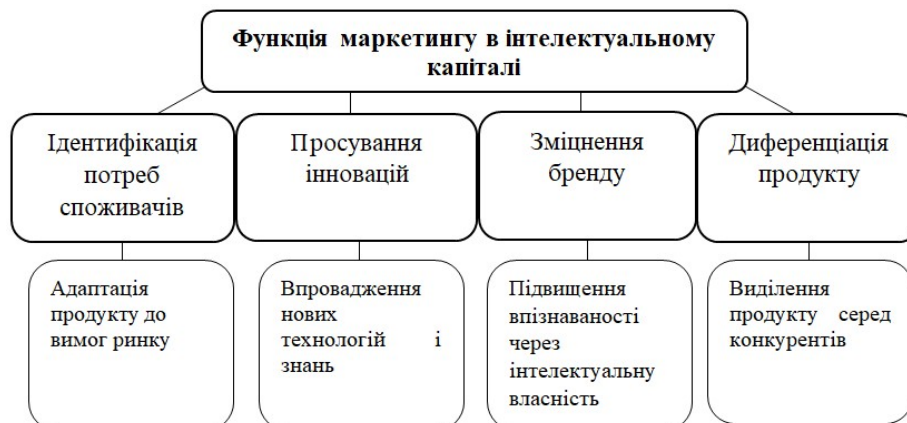 Функція маркетингу в інтелектуальному
капіталі
Ідентифікація
потреб
споживачів
Просування
інновацій
Зміцнення
бренду
Диференціація
продукту
Адаптація
продукту до
вимог ринку
Впровадження
нових
технологій і
знань
Підвищення
впізнаваності
через
інтелектуальну
власність
Виділення
продукту серед
конкурентів